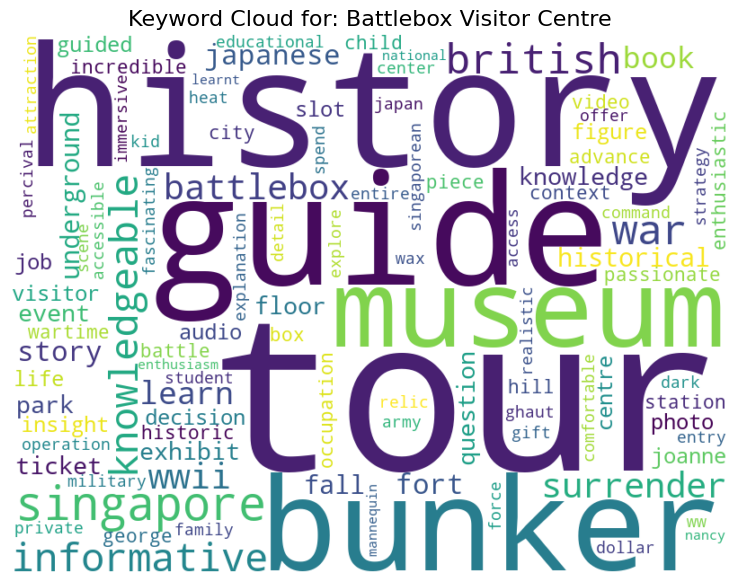 Keyword Cloud for: Battlebox Visitor Centre
attraction guided educational child national center book
incredible japanese british
history
immersive learnt heat slot japan video offer
kid city spend figure
percival underground advance enthusiastic
battlebox entire singaporean piece knowledge strategy
knowledgeable fascinating guide context command
scene accessible war
job explanation detail explore wax access historical
visitor floor passionate
event museum
wartime audio box realistic
story battle tour
enthusiasm
life student occupation relic question hill comfortable centre dark
park learn army ghaut station
insight decision gift photo
operation historic exhibit entry
ticket joanne
military wwii fall fort surrender
singapore bunker
mannequin force ww
private george family nancy
informative dollar